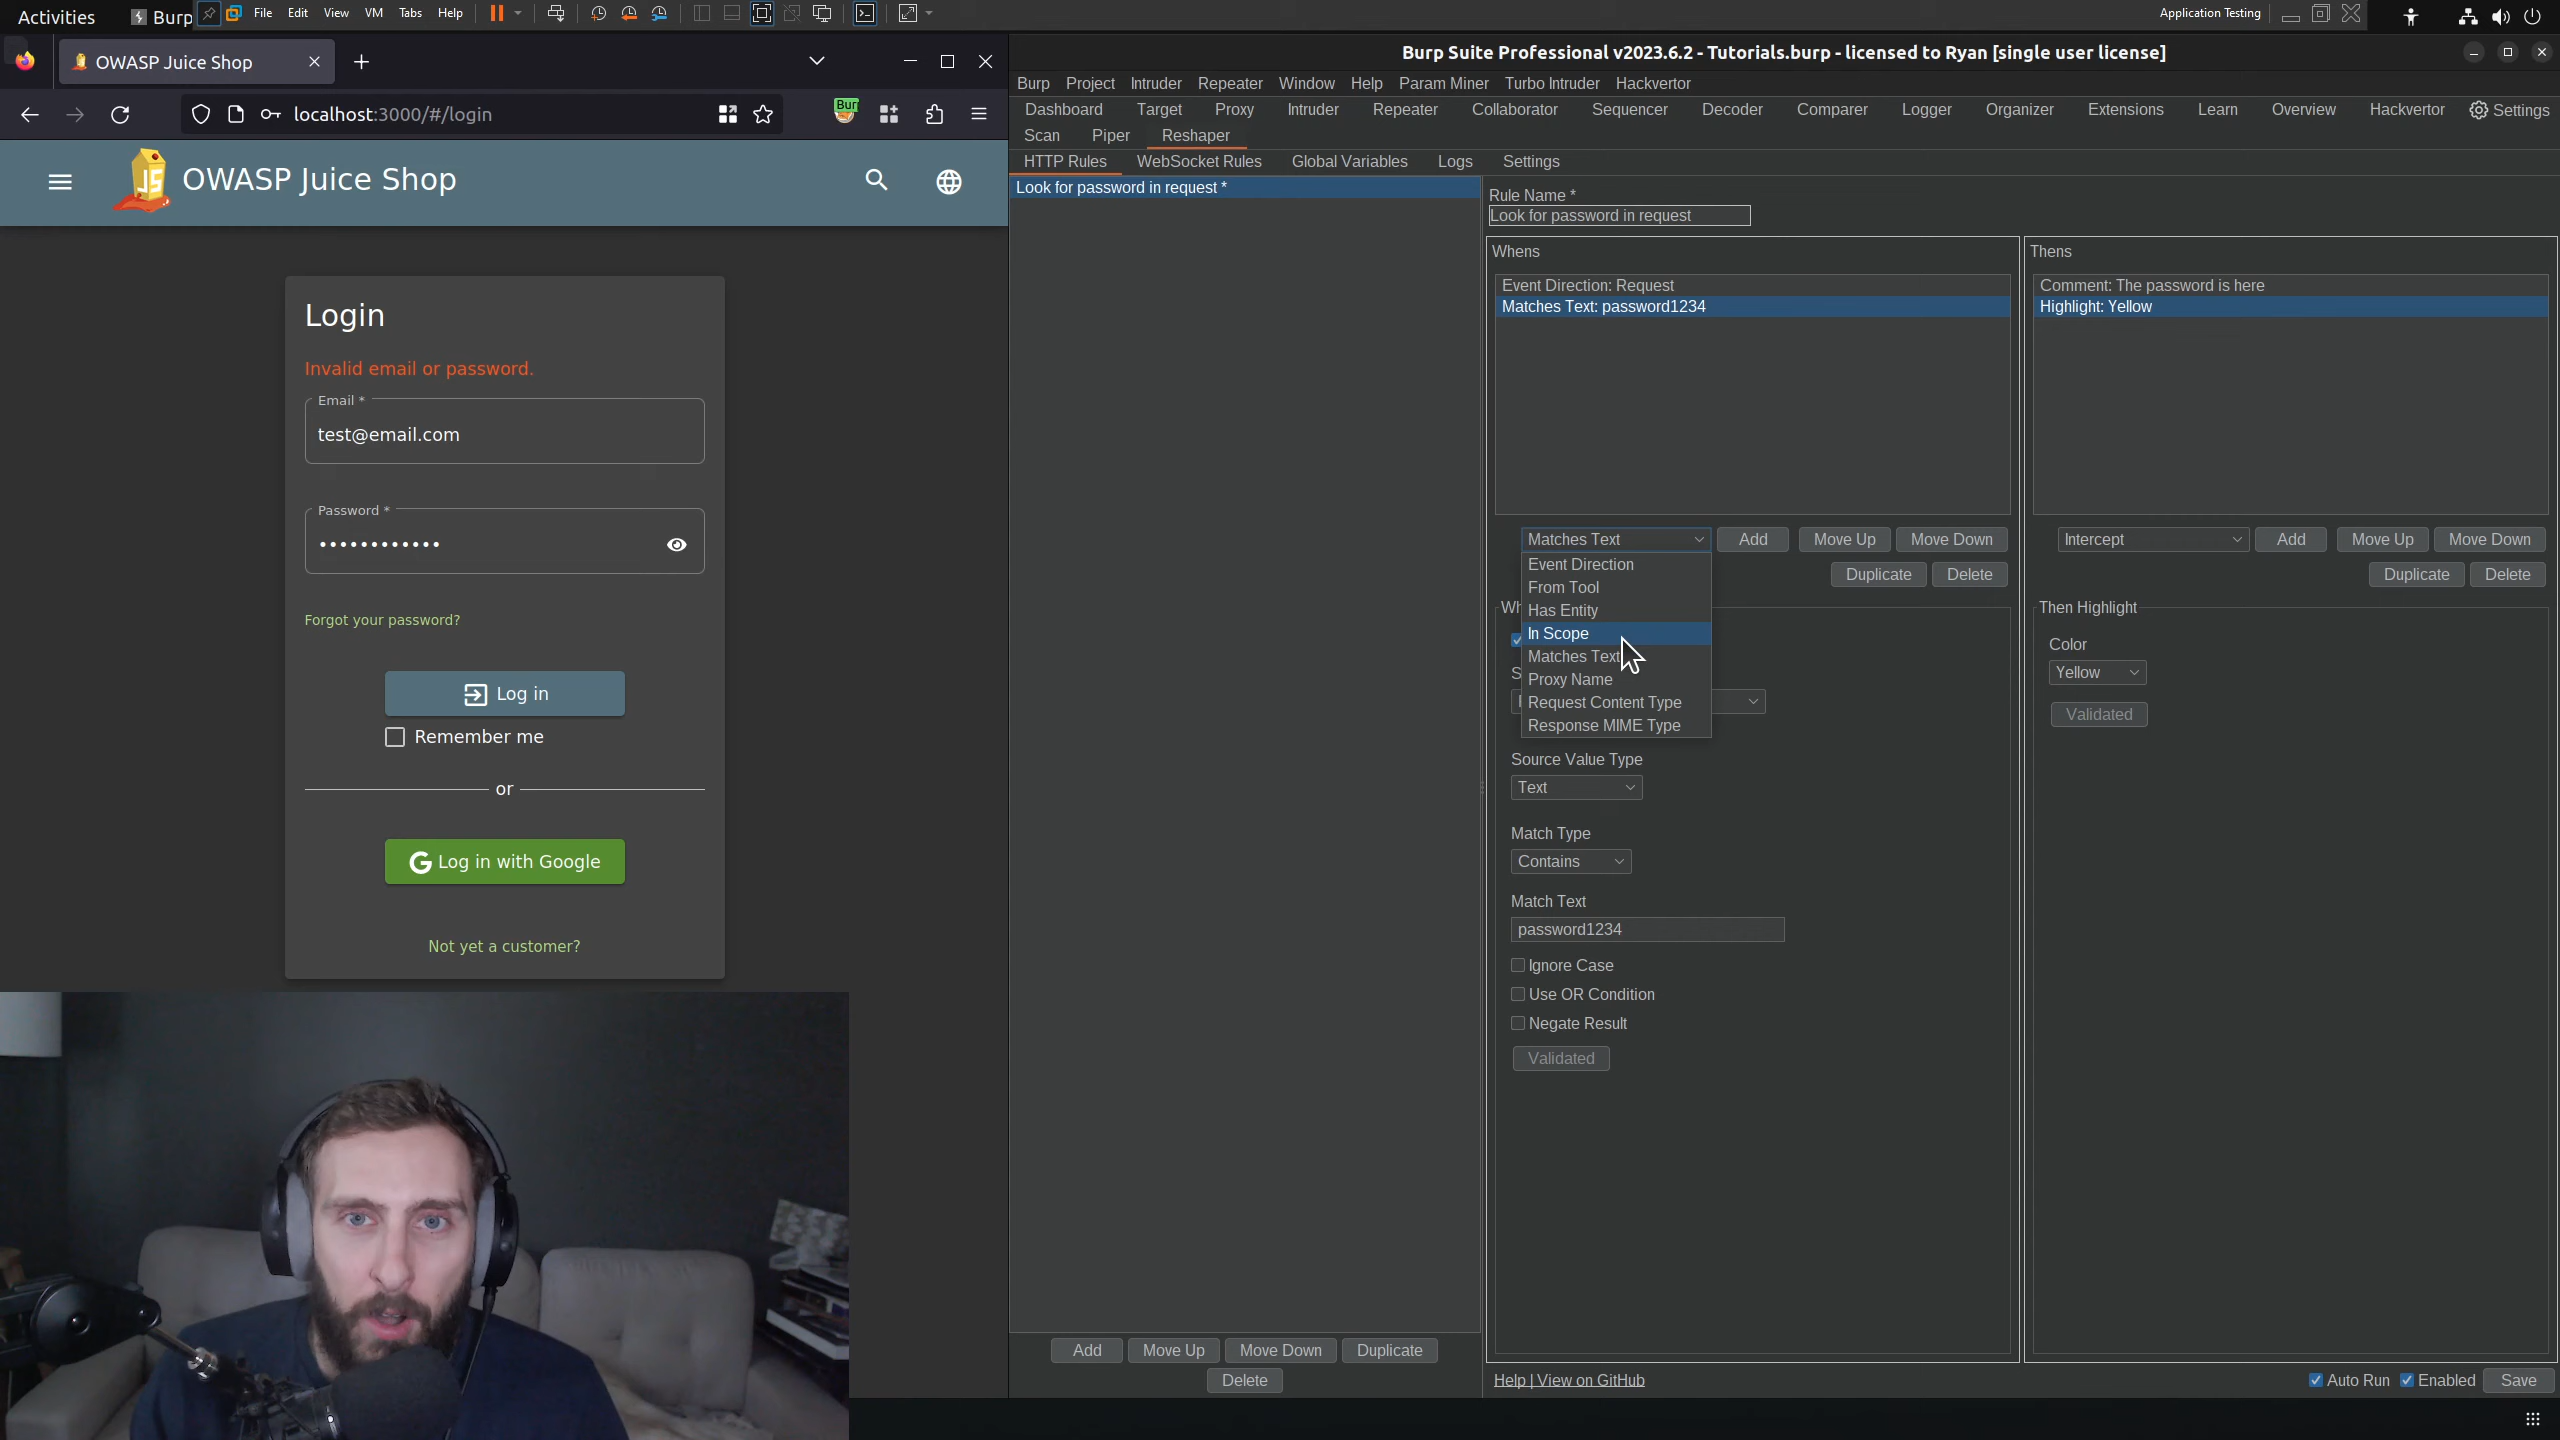 Activities
Burp
File Edit View VM Tabs Help
Application Testing
OWASP Juice Shop
Bur
localhost:3000/#/login
JS
OWASP Juice Shop
Login
Invalid email or password.
Email *
test@email.com
Password *
••••••••••••
Forgot your password?
Log in
Remember me
or
G Log in with Google
Not yet a customer?
Burp Suite Professional v2023.6.2 - Tutorials.burp - licensed to Ryan [single user license]
Burp Project Intruder Repeater Window Help Param Miner Turbo Intruder Hackvertor
Dashboard Target Proxy Intruder Repeater Collaborator Sequencer Decoder Comparer Logger Organizer Extensions Learn Overview Hackvertor Settings
Scan Piper Reshaper
HTTP Rules WebSocket Rules Global Variables Logs Settings
Look for password in request *
Add Move Up Move Down Duplicate
Delete
Rule Name *
Look for password in request
Whens
Event Direction: Request
Matches Text: password1234
Matches Text Add Move Up Move Down
Duplicate Delete
Event Direction
From Tool
Has Entity
In Scope
Matches Text
Proxy Name
Request Content Type
Response MIME Type
Source Value Type
Text
Match Type
Contains
Match Text
password1234
Ignore Case
Use OR Condition
Negate Result
Validated
Thens
Comment: The password is here
Highlight: Yellow
Intercept Add Move Up Move Down
Duplicate Delete
Then Highlight
Color
Yellow
Validated
Help | View on GitHub
Auto Run Enabled Save